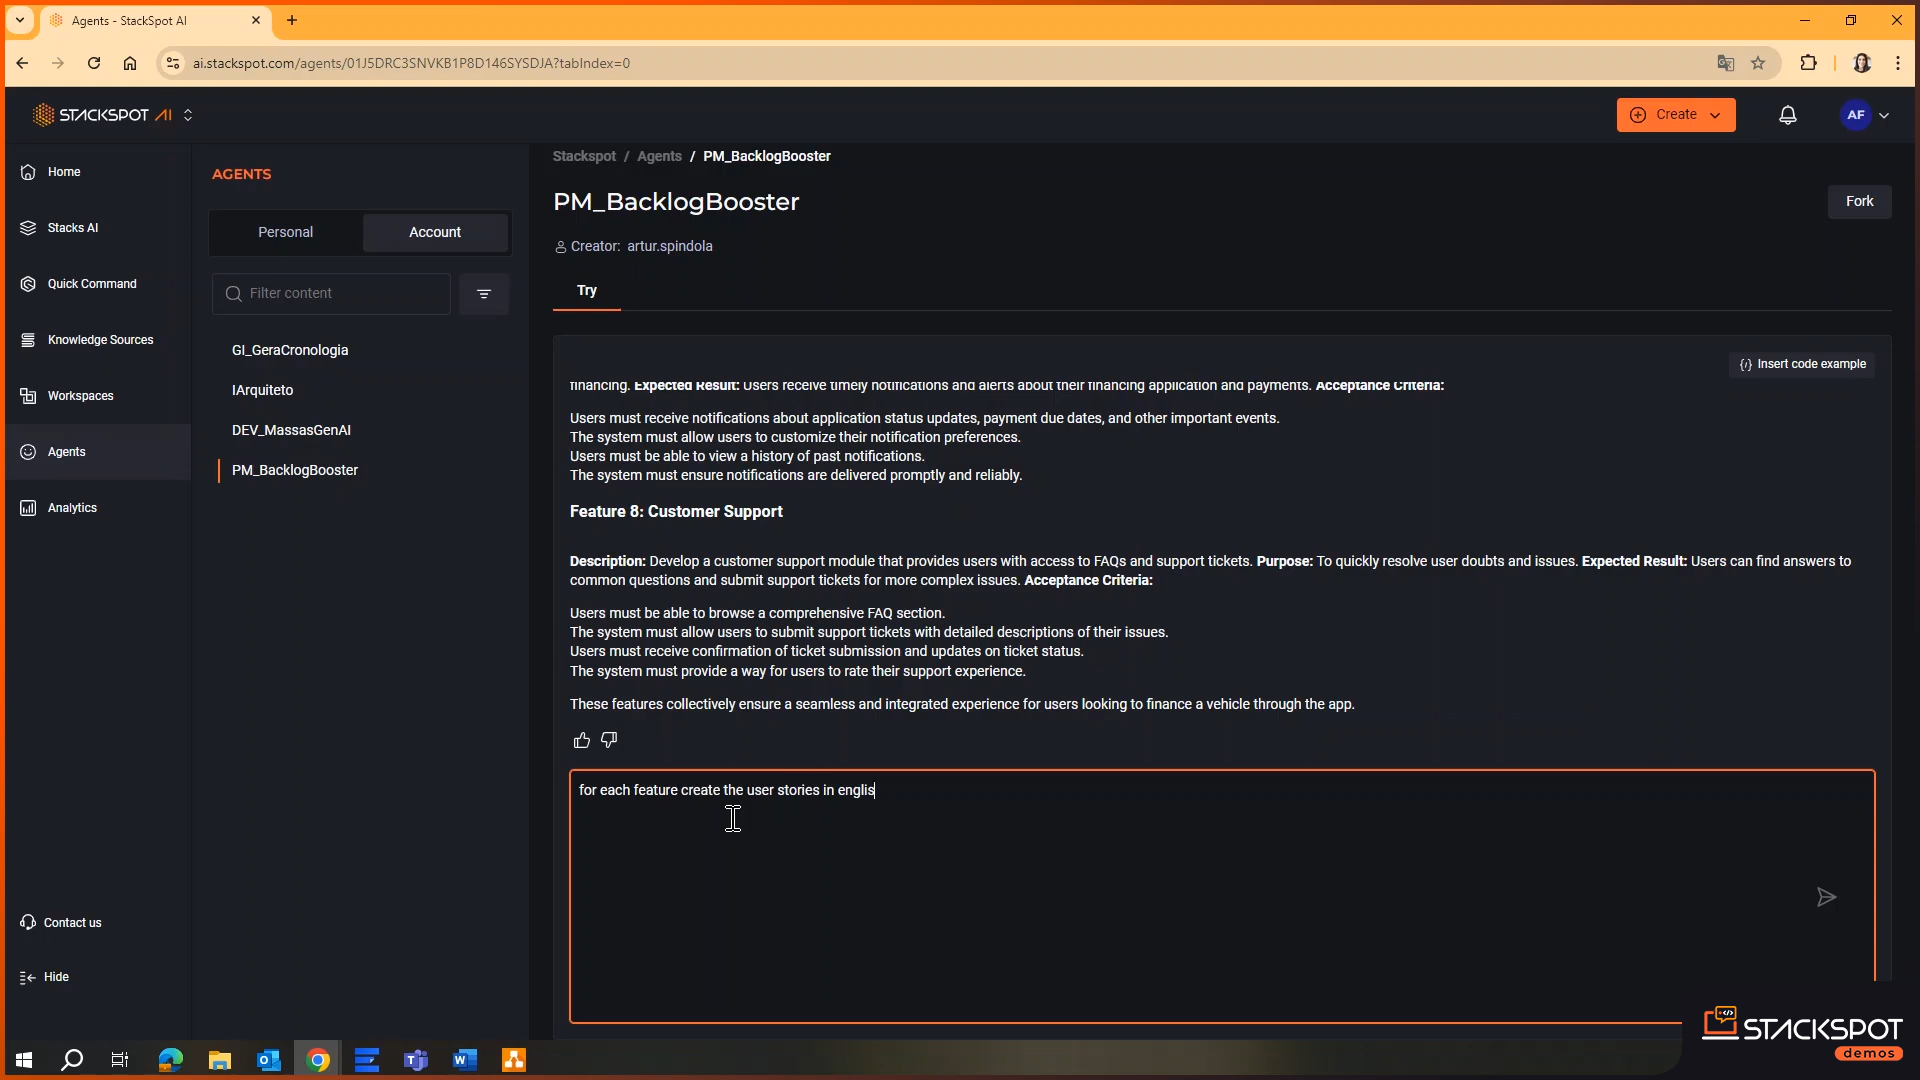 Agents - StackSpot AI
ai.stackspot.com/agents/01J5DRC3SNVKB1P8D146SYSDJA?tabIndex=0
STACKSPOT AI
Create
AF
Home
Stacks AI
Quick Command
Knowledge Sources
Workspaces
Agents
Analytics
Contact us
Hide
AGENTS
Personal
Account
Filter content
GI_GeraCronologia
IArquiteto
DEV_MassasGenAI
PM_BacklogBooster
Stackspot / Agents / PM_BacklogBooster
PM_BacklogBooster
Fork
Creator: artur.spindola
Try
Insert code example
financing. Expected Result: Users receive timely notifications and alerts about their financing application and payments. Acceptance Criteria:
Users must receive notifications about application status updates, payment due dates, and other important events.
The system must allow users to customize their notification preferences.
Users must be able to view a history of past notifications.
The system must ensure notifications are delivered promptly and reliably.
Feature 8: Customer Support
Description: Develop a customer support module that provides users with access to FAQs and support tickets. Purpose: To quickly resolve user doubts and issues. Expected Result: Users can find answers to
common questions and submit support tickets for more complex issues. Acceptance Criteria:
Users must be able to browse a comprehensive FAQ section.
The system must allow users to submit support tickets with detailed descriptions of their issues.
Users must receive confirmation of ticket submission and updates on ticket status.
The system must provide a way for users to rate their support experience.
These features collectively ensure a seamless and integrated experience for users looking to finance a vehicle through the app.
for each feature create the user stories in englis
STACKSPOT
demos